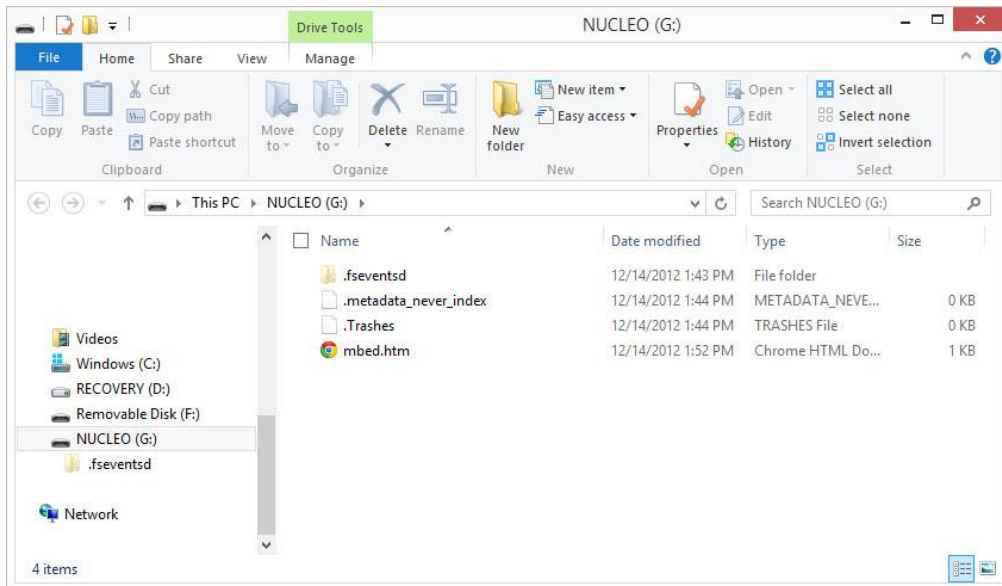 Drive Tools NUCLEO (G:)
File Home Share View Manage
Copy
Paste
Cut
Copy path
Paste shortcut
Clipboard
Move to
Copy to
Delete
Rename
Organize
New folder
New item
Easy access
New
Properties
Open
Edit
History
Open
Select all
Select none
Invert selection
Select
This PC NUCLEO (G:)
Search NUCLEO (G:)
Videos
Windows (C:)
RECOVERY (D:)
Removable Disk (F:)
NUCLEO (G:)
.fseventsd
Network
Name Date modified Type Size
.fseventsd 12/14/2012 1:43 PM File folder
.metadata_never_index 12/14/2012 1:44 PM METADATA_NEVE... 0 KB
.Trashes 12/14/2012 1:44 PM TRASHES File 0 KB
mbed.htm 12/14/2012 1:52 PM Chrome HTML Do... 1 KB
4 items